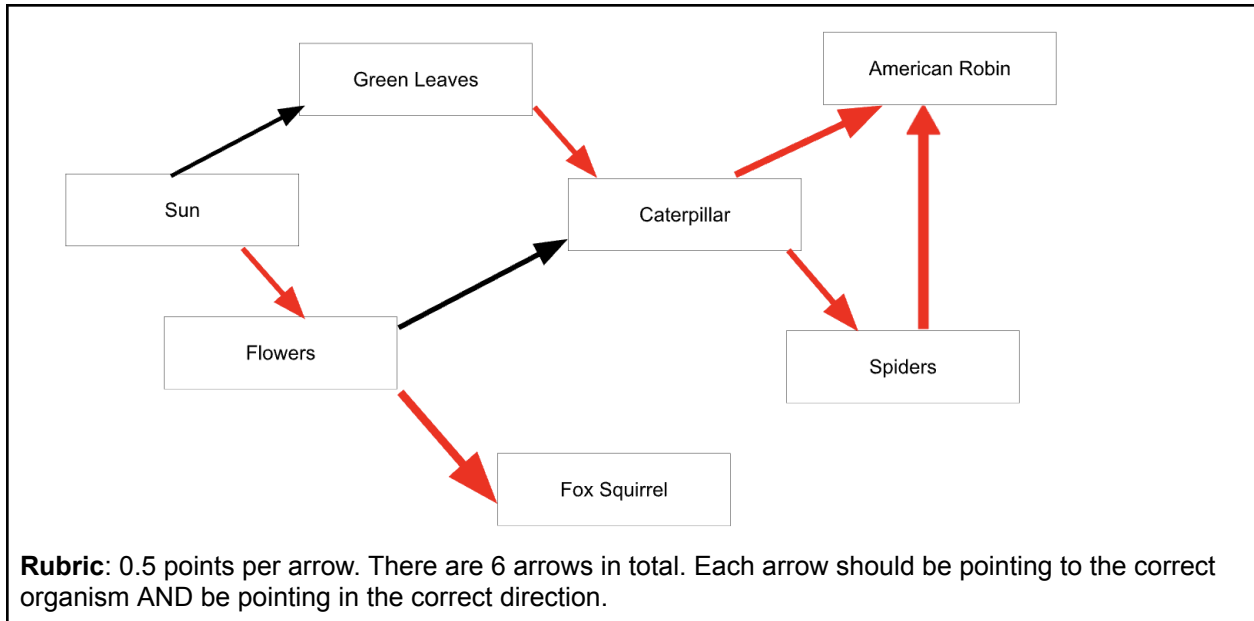 Green Leaves
American Robin
Sun
Caterpillar
Flowers
Spiders
Fox Squirrel
Rubric: 0.5 points per arrow. There are 6 arrows in total. Each arrow should be pointing to the correct
organism AND be pointing in the correct direction.